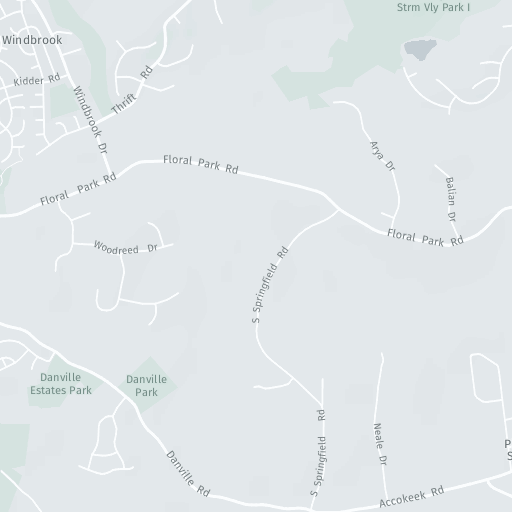 Strm Vly Park I
Windbrook
Kidder Rd
Thrift Rd
Windbrook Dr
Floral Park Rd
Floral Park Rd
Arya Dr
Balian Dr
Floral Park Rd
Woodreed Dr
S Springfield Rd
Danville
Estates Park
Danville
Park
S Springfield Rd
Neale Dr
Danville Rd
Accokeek Rd
P
S